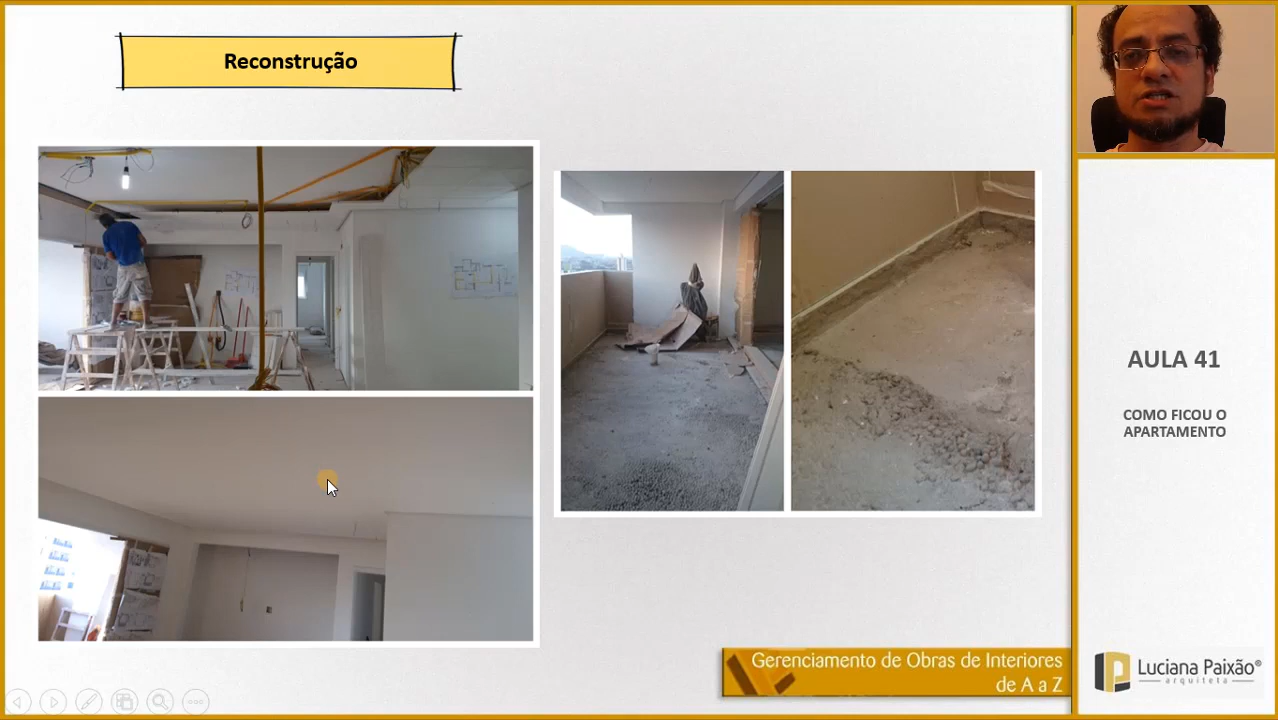 Reconstrução
AULA 41
COMO FICOU O
APARTAMENTO
Gerenciamento de Obras de Interiores
de A a Z
Luciana Paixão®
arquiteta